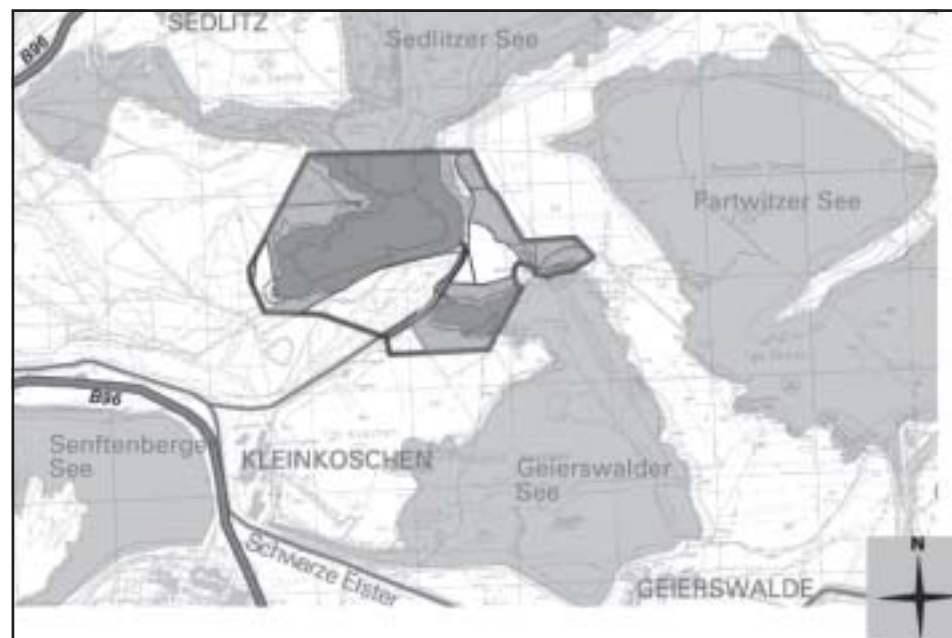 SEDLITZ
Sedlitzer See
B96
Partwitzer See
B96
Senftenberger
See
KLEINKOSCHEN
Geierswalder
See
Schwarze Elster
GEIERSWALDE
N